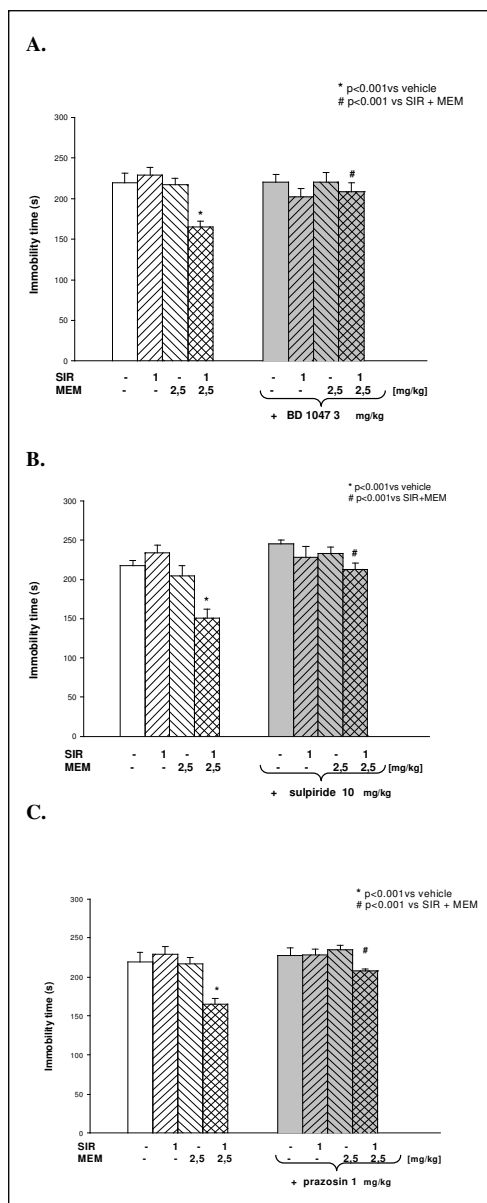 A.
* p<0.001vs vehicle
# p<0.001 vs SIR + MEM
300
250
200
150
100
50
0
Immobility time (s)
*
#
SIR - 1 - 1 - 1 - 1
MEM - - 2,5 2,5 - - 2,5 2,5 [mg/kg]
+ BD 1047 3 mg/kg
B.
* p<0.001vs vehicle
# p<0.001vs SIR+MEM
300
250
200
150
100
50
0
Immobility time (s)
*
#
SIR - 1 - 1 - 1 - 1
MEM - - 2,5 2,5 - - 2,5 2,5 [mg/kg]
+ sulpiride 10 mg/kg
C.
* p<0.001vs vehicle
# p<0.001 vs SIR + MEM
300
250
200
150
100
50
0
Immobility time (s)
*
#
SIR - 1 - 1 - 1 - 1
MEM - - 2,5 2,5 - - 2,5 2,5 [mg/kg]
+ prazosin 1 mg/kg